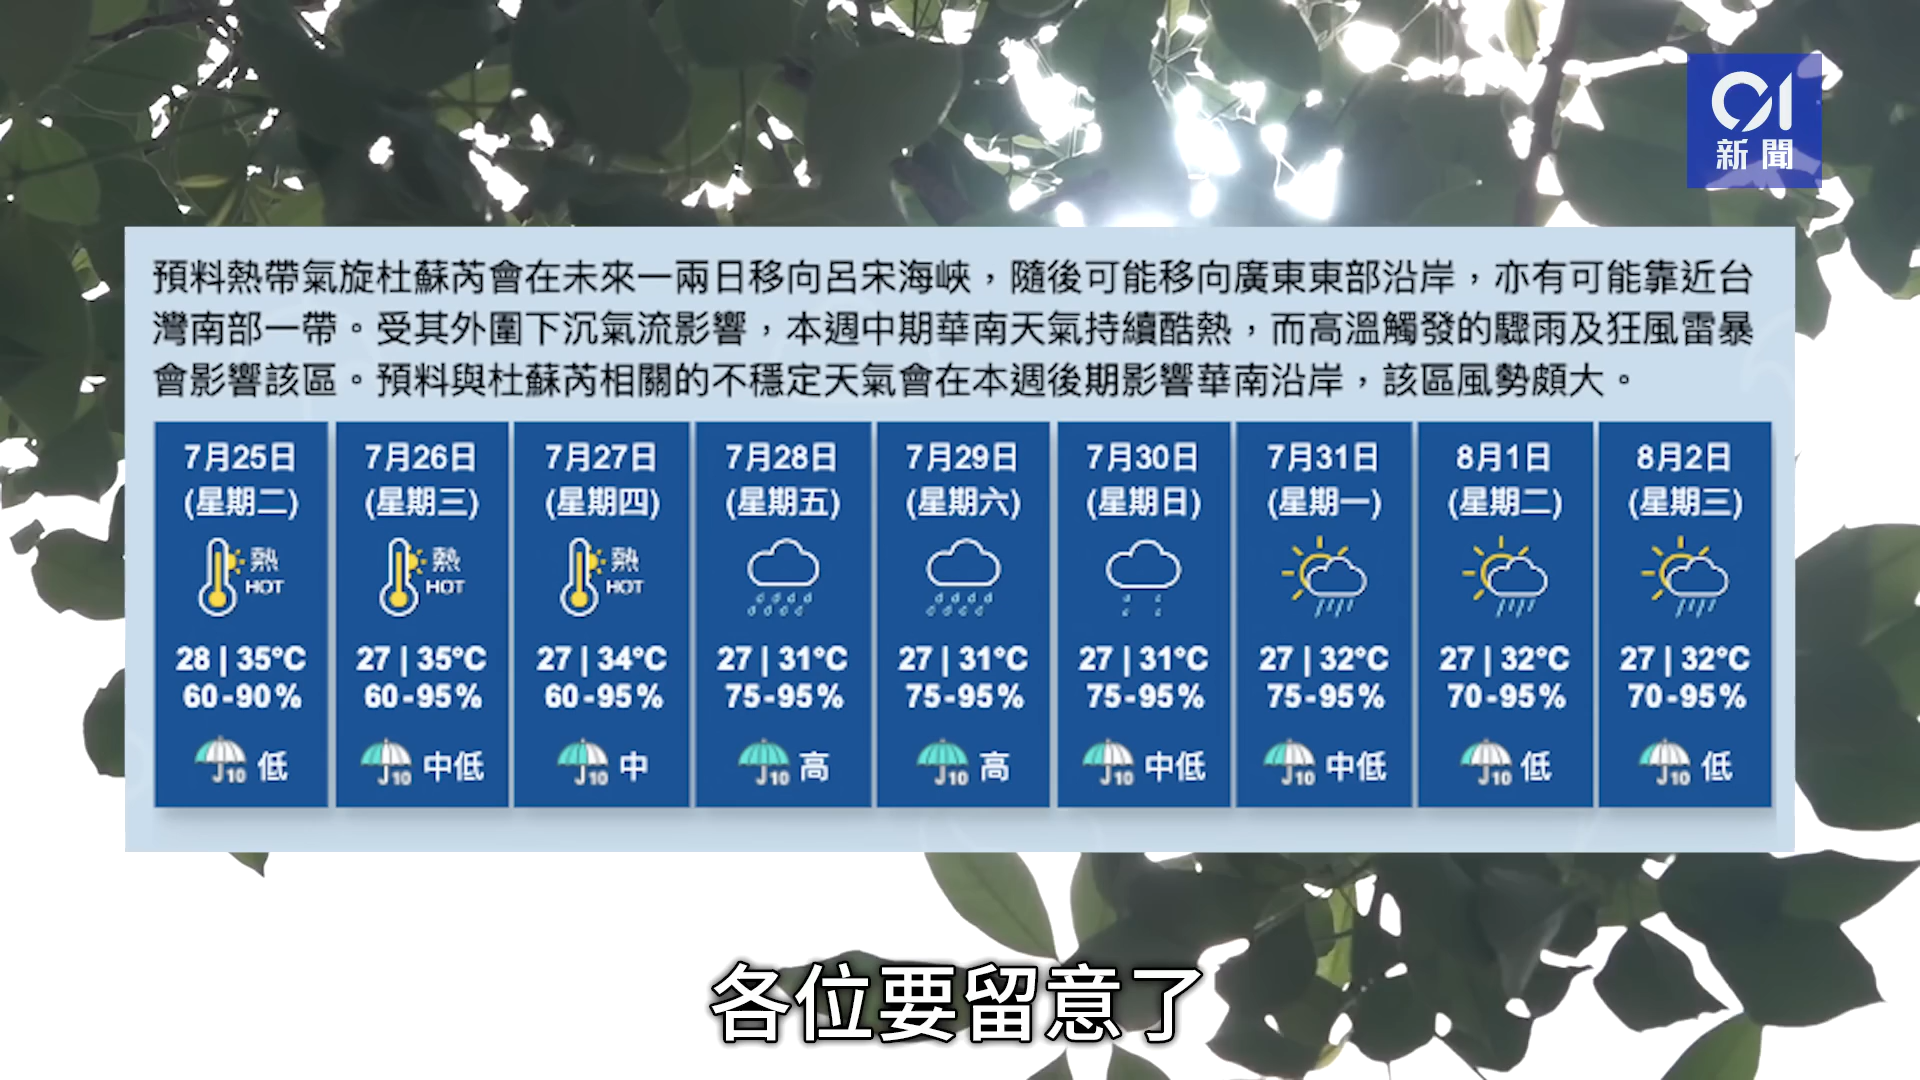 01
新聞
預料熱帶氣旋杜蘇芮會在未來一兩日移向呂宋海峽，隨後可能移向廣東東部沿岸，亦有可能靠近台
灣南部一帶。受其外圍下沉氣流影響，本週中期華南天氣持續酷熱，而高溫觸發的驟雨及狂風雷暴
會影響該區。預料與杜蘇芮相關的不穩定天氣會在本週後期影響華南沿岸，該區風勢頗大。
7月25日
(星期二)
熱
HOT
28 | 35°C
60-90%
10 低
7月26日
(星期三)
熱
HOT
27 | 35°C
60-95%
10 中低
7月27日
(星期四)
熱
HOT
27 | 34°C
60-95%
10 中
7月28日
(星期五)
27 | 31°C
75-95%
10 高
7月29日
(星期六)
27 | 31°C
75-95%
10 高
7月30日
(星期日)
27 | 31°C
75-95%
10 中低
7月31日
(星期一)
27 | 32°C
75-95%
10 中低
8月1日
(星期二)
27 | 32°C
70-95%
10 低
8月2日
(星期三)
27 | 32°C
70-95%
10 低
各位要留意了